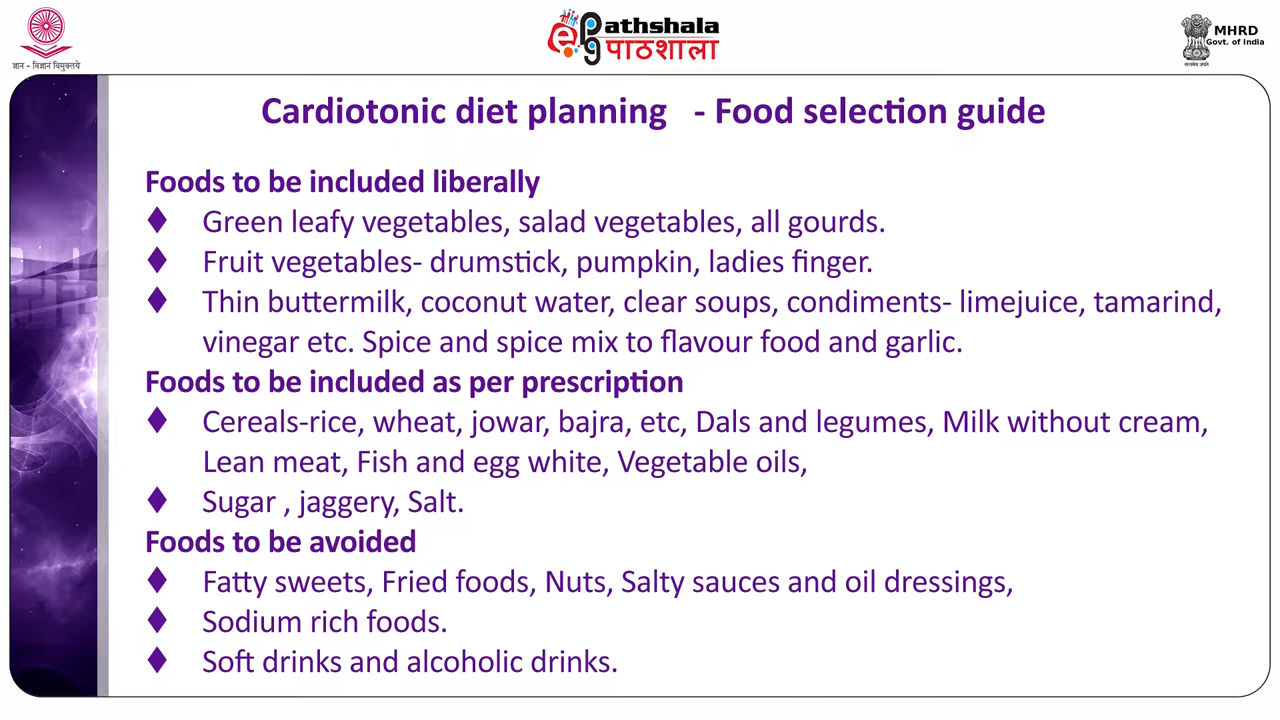 ज्ञान - विज्ञान विमुक्तये
epg
athshala
पाठशाला
MHRD
Govt. of India
सत्यमेव जयते
Cardiotonic diet planning - Food selection guide
Foods to be included liberally
♦ Green leafy vegetables, salad vegetables, all gourds.
♦ Fruit vegetables- drumstick, pumpkin, ladies finger.
♦ Thin buttermilk, coconut water, clear soups, condiments- limejuice, tamarind,
vinegar etc. Spice and spice mix to flavour food and garlic.
Foods to be included as per prescription
♦ Cereals-rice, wheat, jowar, bajra, etc, Dals and legumes, Milk without cream,
Lean meat, Fish and egg white, Vegetable oils,
♦ Sugar , jaggery, Salt.
Foods to be avoided
♦ Fatty sweets, Fried foods, Nuts, Salty sauces and oil dressings,
♦ Sodium rich foods.
♦ Soft drinks and alcoholic drinks.